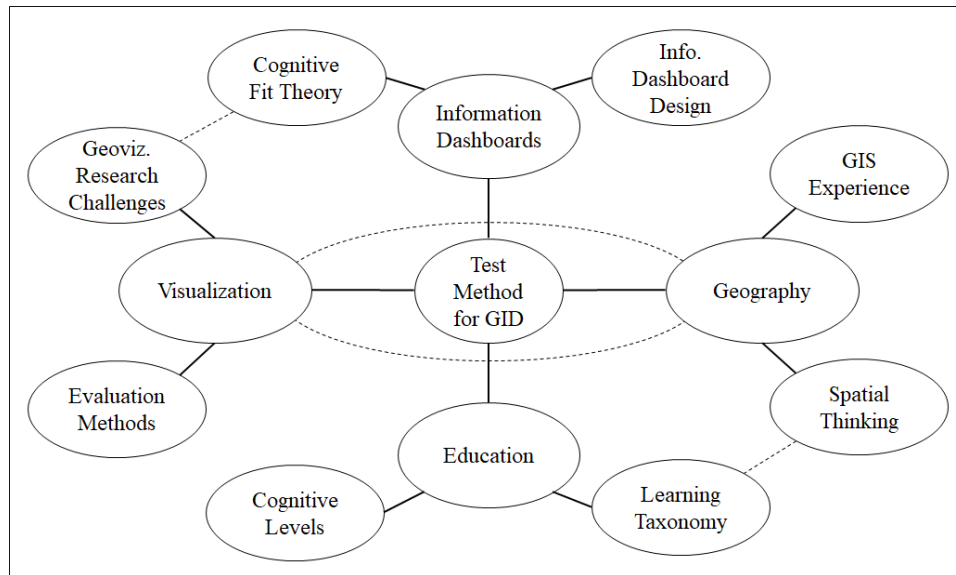 Cognitive
Fit Theory
Info.
Dashboard
Design
Information
Dashboards
Geoviz.
Research
Challenges
GIS
Experience
Visualization
Test
Method
for GID
Geography
Evaluation
Methods
Spatial
Thinking
Education
Cognitive
Levels
Learning
Taxonomy